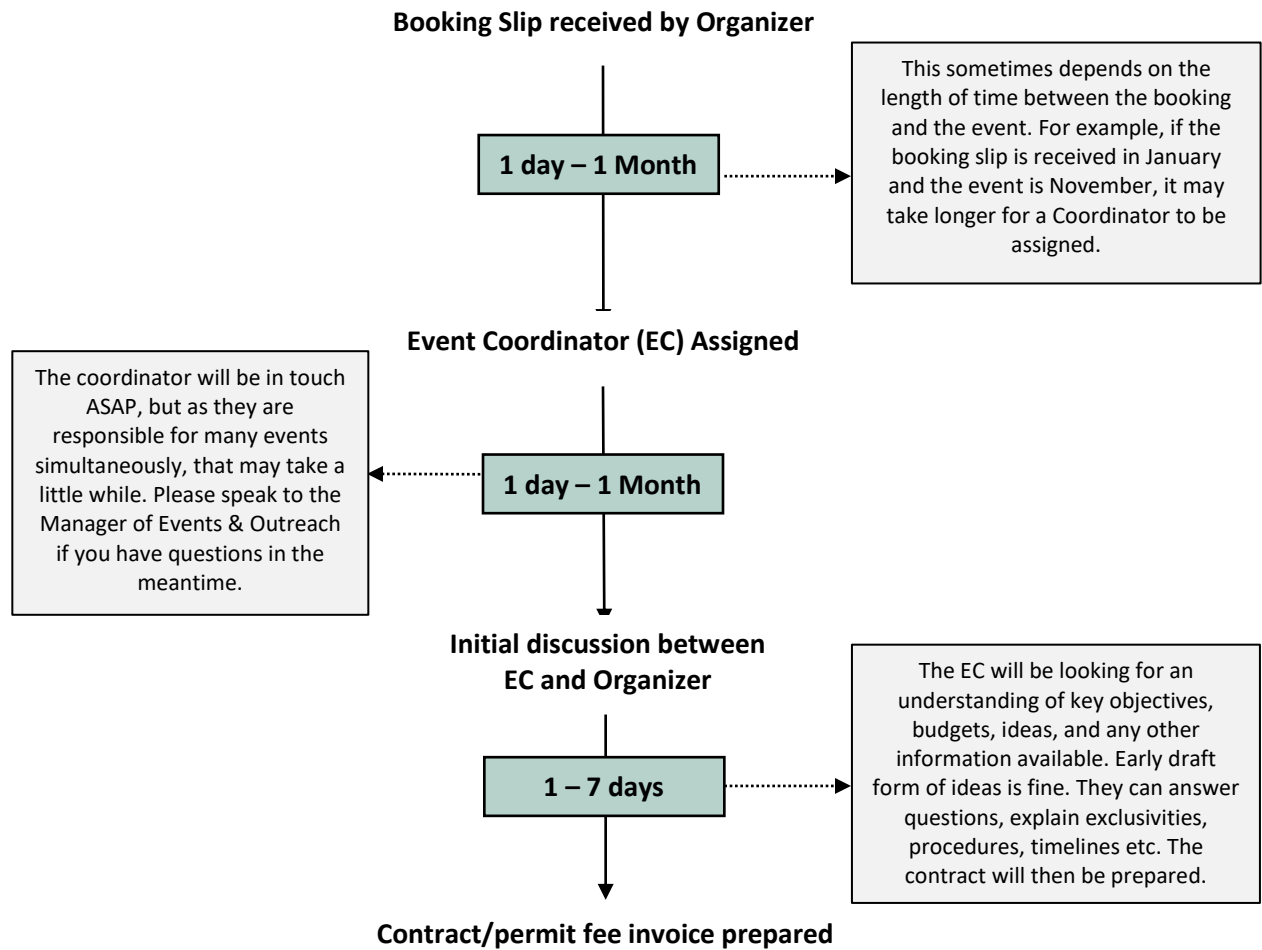 Booking Slip received by Organizer
1 day – 1 Month
This sometimes depends on the
length of time between the booking
and the event. For example, if the
booking slip is received in January
and the event is November, it may
take longer for a Coordinator to be
assigned.
Event Coordinator (EC) Assigned
The coordinator will be in touch
ASAP, but as they are
responsible for many events
simultaneously, that may take a
little while. Please speak to the
Manager of Events & Outreach
if you have questions in the
meantime.
1 day – 1 Month
Initial discussion between
EC and Organizer
1 – 7 days
The EC will be looking for an
understanding of key objectives,
budgets, ideas, and any other
information available. Early draft
form of ideas is fine. They can answer
questions, explain exclusivities,
procedures, timelines etc. The
contract will then be prepared.
Contract/permit fee invoice prepared